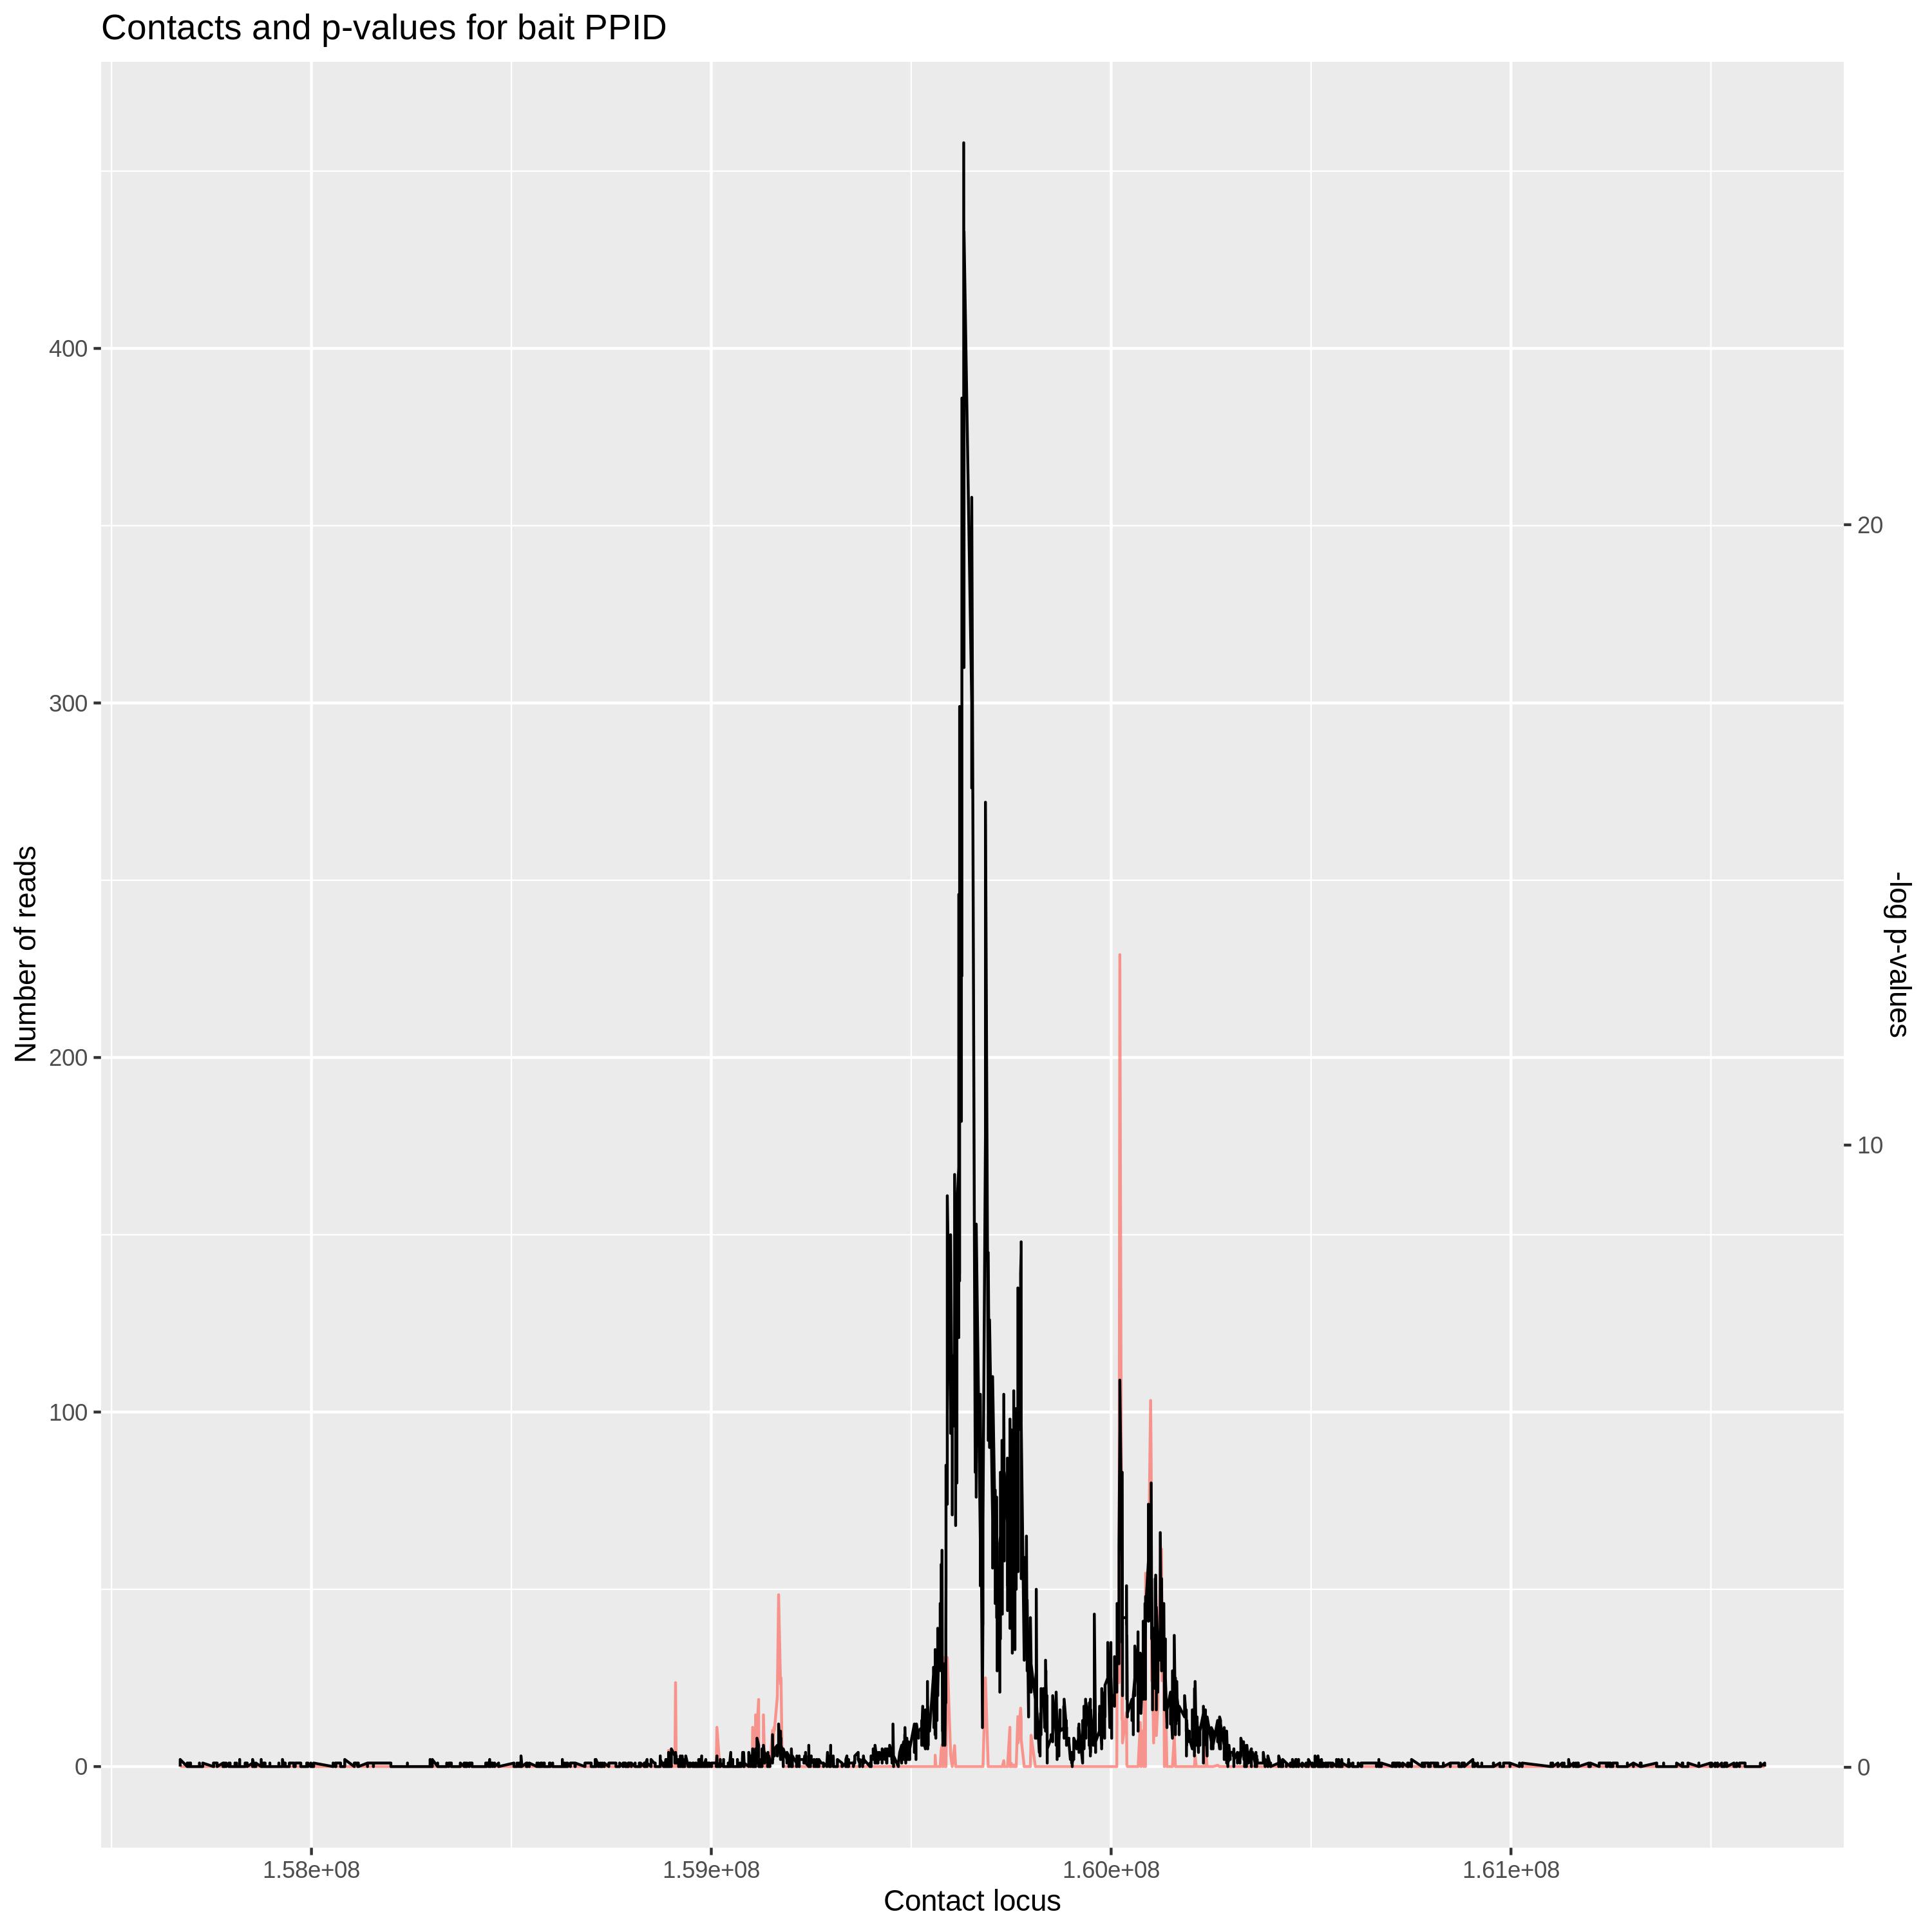 Contacts and p-values for bait PPID
Number of reads
400
300
200
100
0
20
10
0
-log p-values
1.58e+08
1.59e+08
1.60e+08
1.61e+08
Contact locus